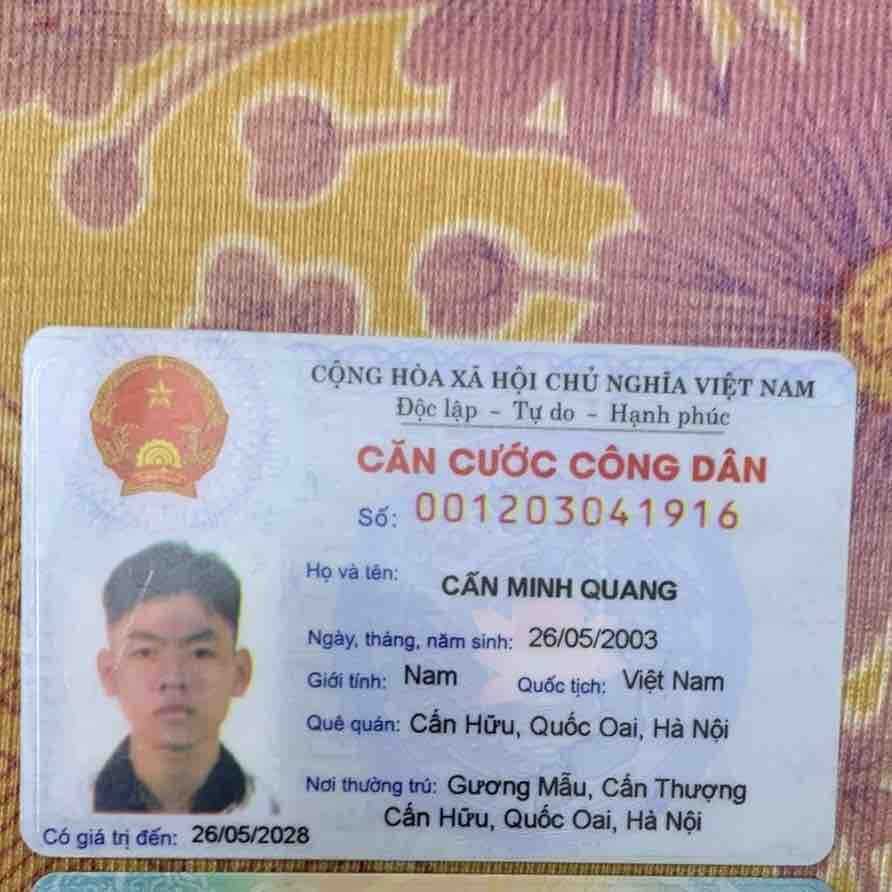 CỘNG HÒA XÃ HỘI CHỦ NGHĨA VIỆT NAM
Độc lập - Tự do - Hạnh phúc
CĂN CƯỚC CÔNG DÂN
Số: 001203041916
Họ và tên: CẤN MINH QUANG
Ngày, tháng, năm sinh: 26/05/2003
Giới tính: Nam Quốc tịch: Việt Nam
Quê quán: Cấn Hữu, Quốc Oai, Hà Nội
Nơi thường trú: Gương Mẫu, Cấn Thượng
Cấn Hữu, Quốc Oai, Hà Nội
Có giá trị đến: 26/05/2028